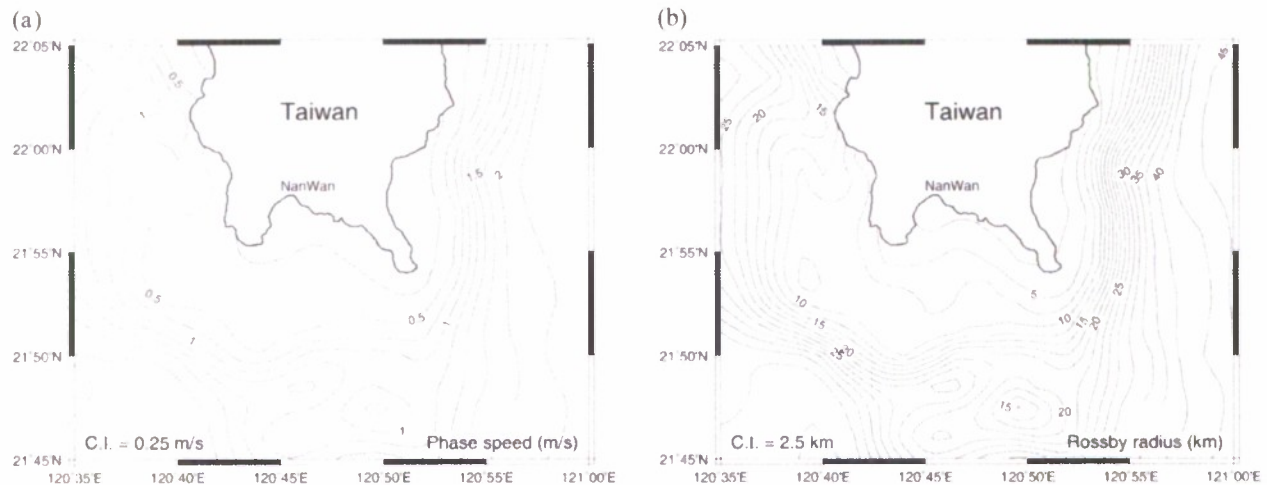 (a)
22°05'N
22°00'N
21°55'N
21°50'N
21°45'N
120°35'E 120°40'E 120°45'E 120°50'E 120°55'E 121°00'E
Taiwan
NanWan
0.5
1
1.5
2
0.5
1
0.5
1
1
C.I. = 0.25 m/s
Phase speed (m/s)
(b)
22°05'N
22°00'N
21°55'N
21°50'N
21°45'N
120°35'E 120°40'E 120°45'E 120°50'E 120°55'E 121°00'E
Taiwan
NanWan
45
15
20
25
30
35
40
5
25
10
15
20
10
15
20
15
20
C.I. = 2.5 km
Rossby radius (km)